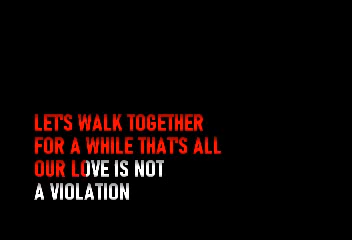 LET'S WALK TOGETHER
FOR A WHILE THAT'S ALL
OUR LOVE IS NOT
A VIOLATION